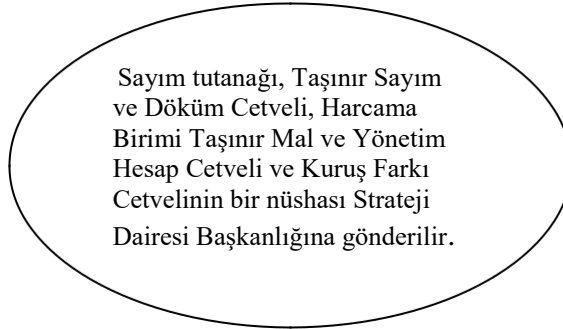 Sayım tutanağı, Taşınır Sayım
ve Döküm Cetveli, Harcama
Birimi Taşınır Mal ve Yönetim
Hesap Cetveli ve Kuruş Farkı
Cetvelinin bir nüshası Strateji
Dairesi Başkanlığına gönderilir.